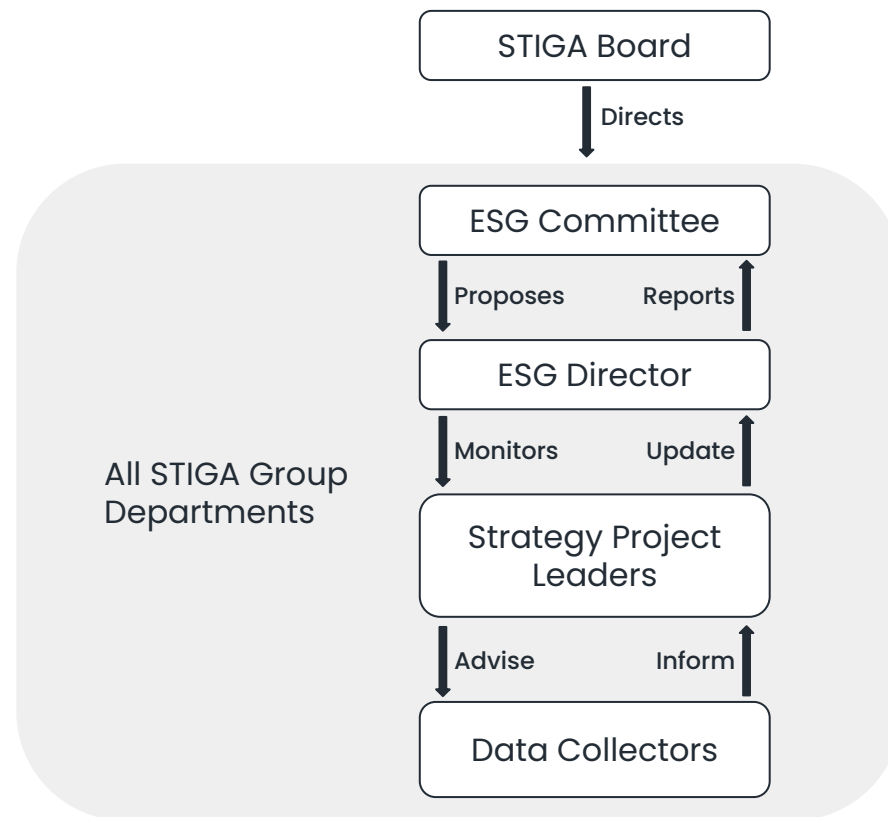 STIGA Board
Directs
ESG Committee
Proposes
Reports
ESG Director
Monitors
Update
All STIGA Group
Departments
Strategy Project
Leaders
Advise
Inform
Data Collectors